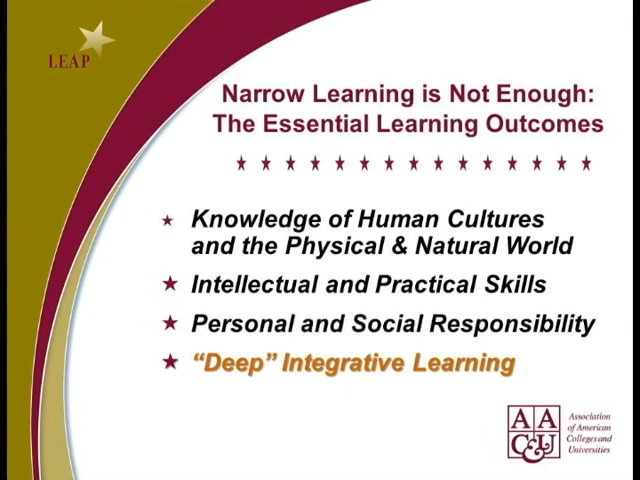 LEAP
Narrow Learning is Not Enough:
The Essential Learning Outcomes
Knowledge of Human Cultures
and the Physical & Natural World
Intellectual and Practical Skills
Personal and Social Responsibility
“Deep” Integrative Learning
AA
C&U
Association
of American
Colleges and
Universities